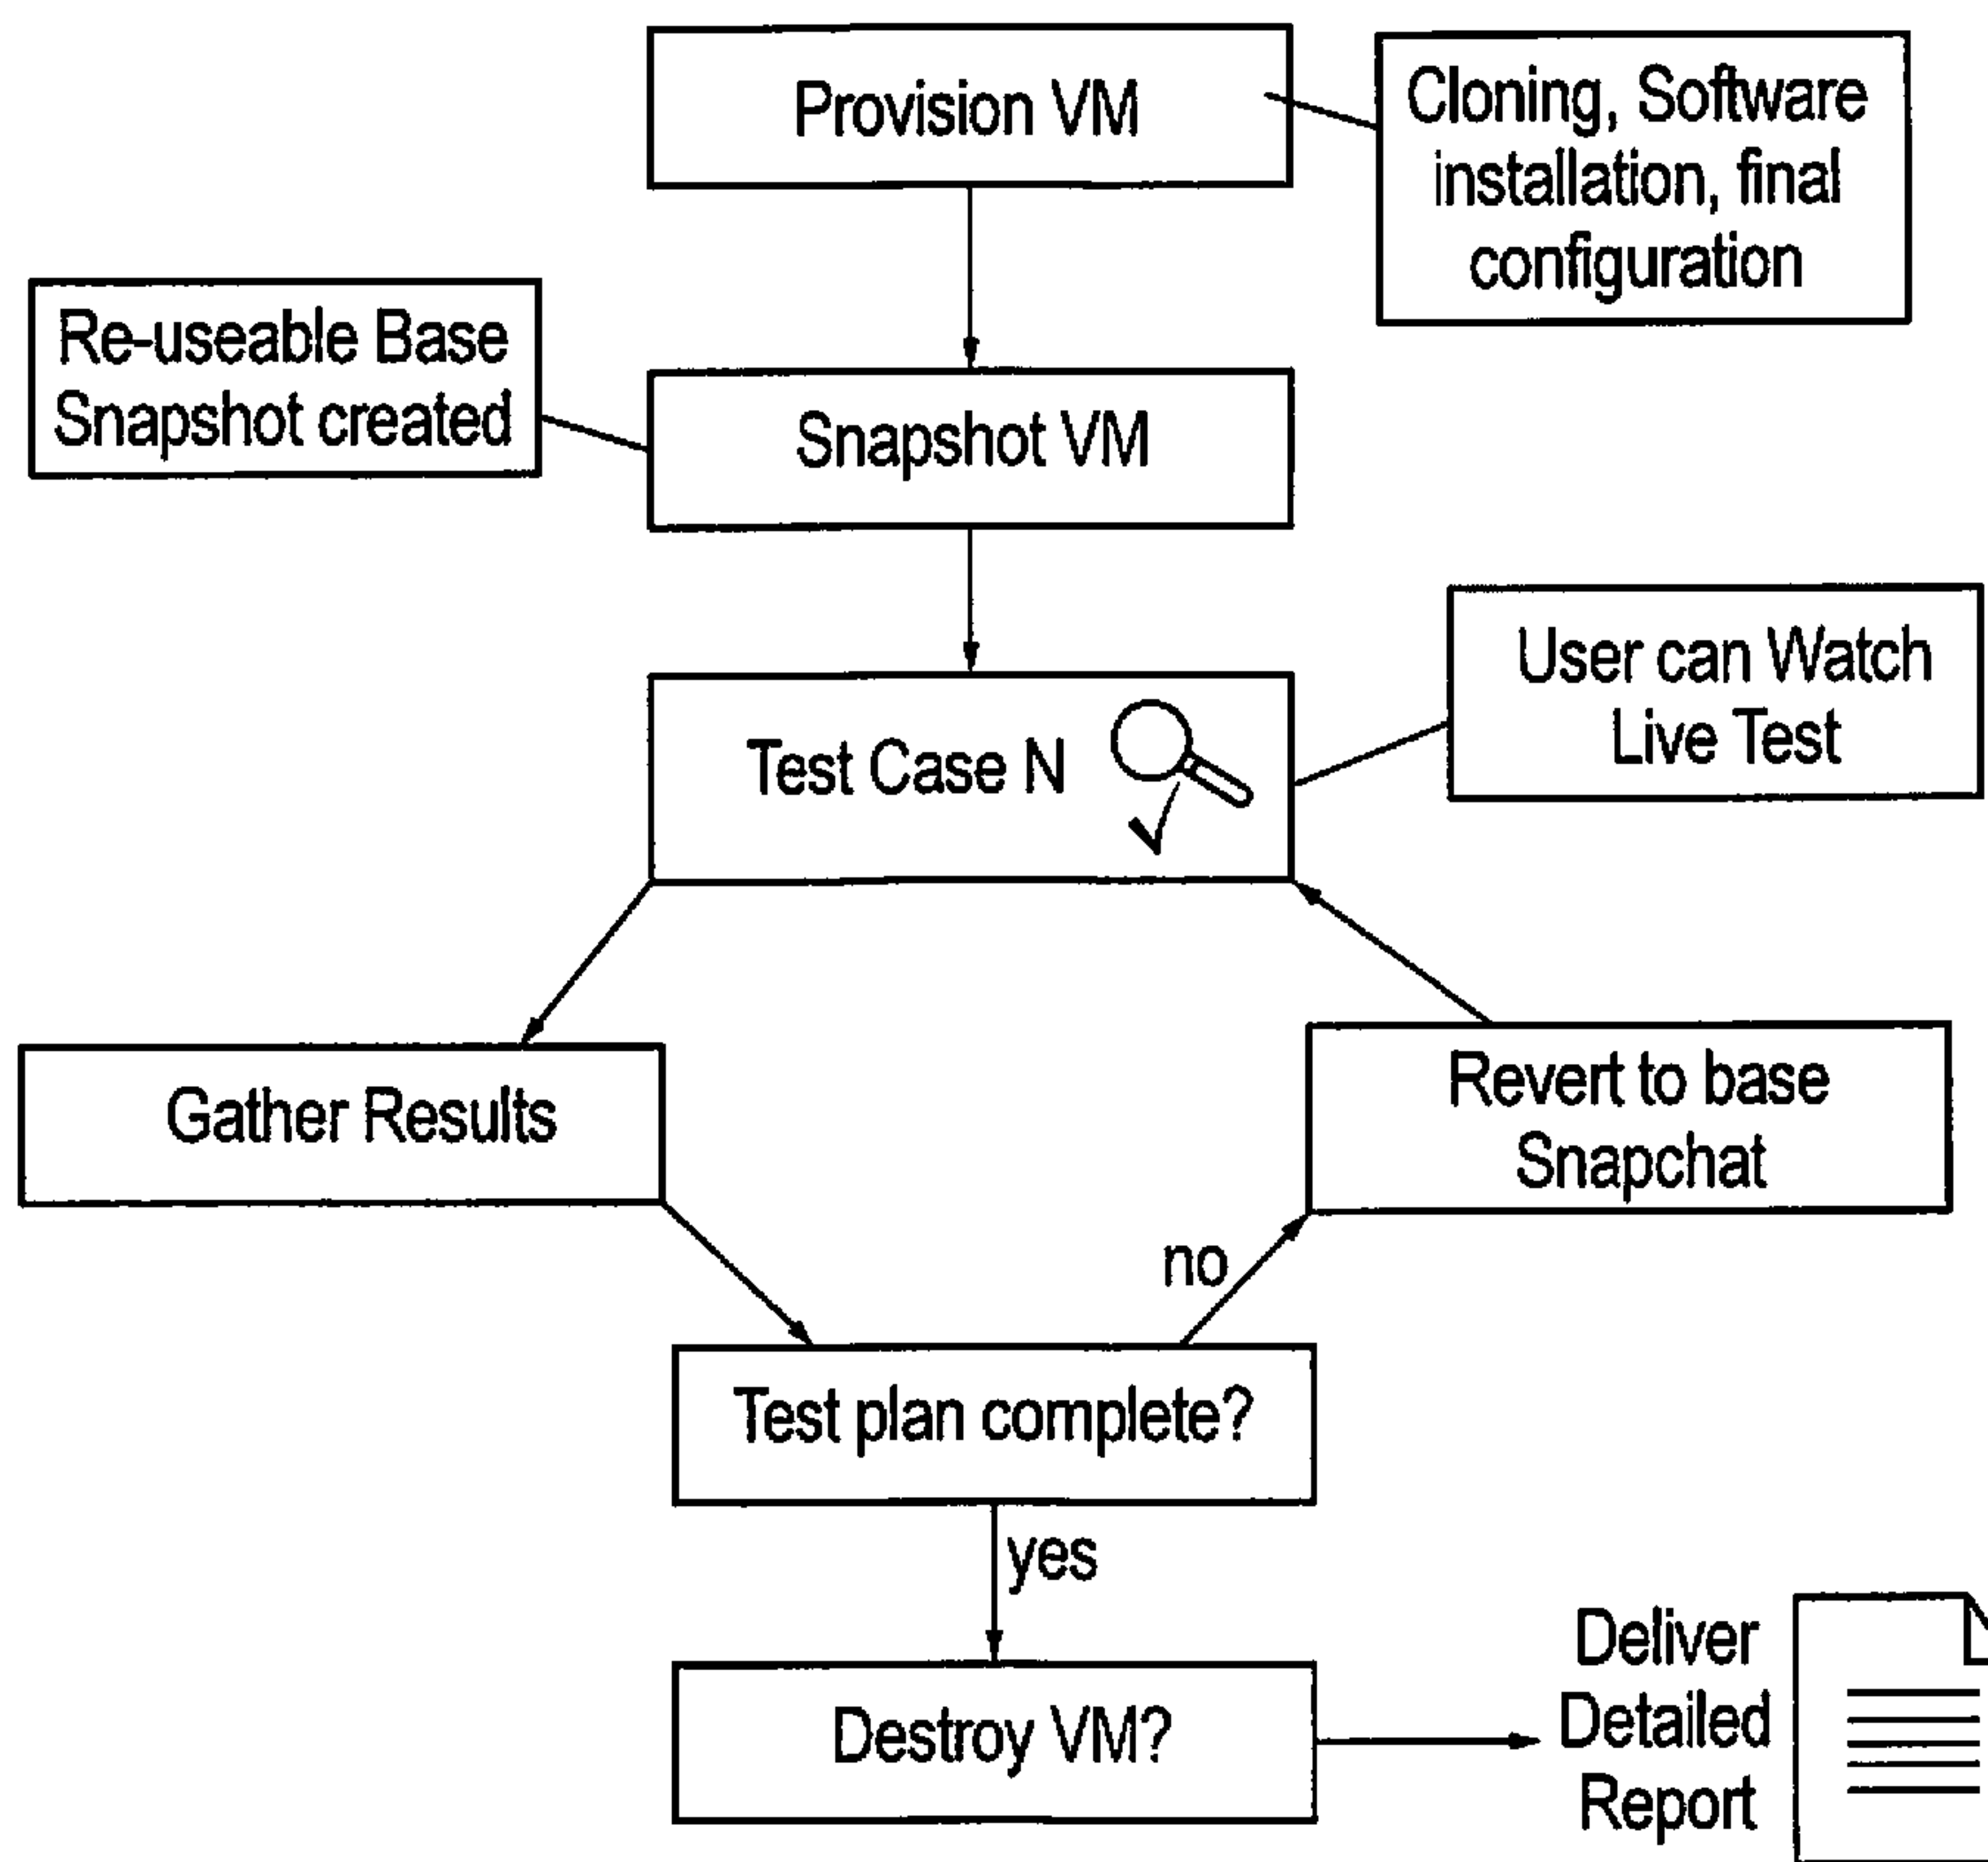 Provision VM
Cloning, Software
installation, final
configuration
Re-useable Base
Snapshot created
Snapshot VM
User can Watch
Live Test
Test Case N
Gather Results
Revert to base
Snapchat
no
Test plan complete?
yes
Destroy VM?
Deliver
Detailed
Report